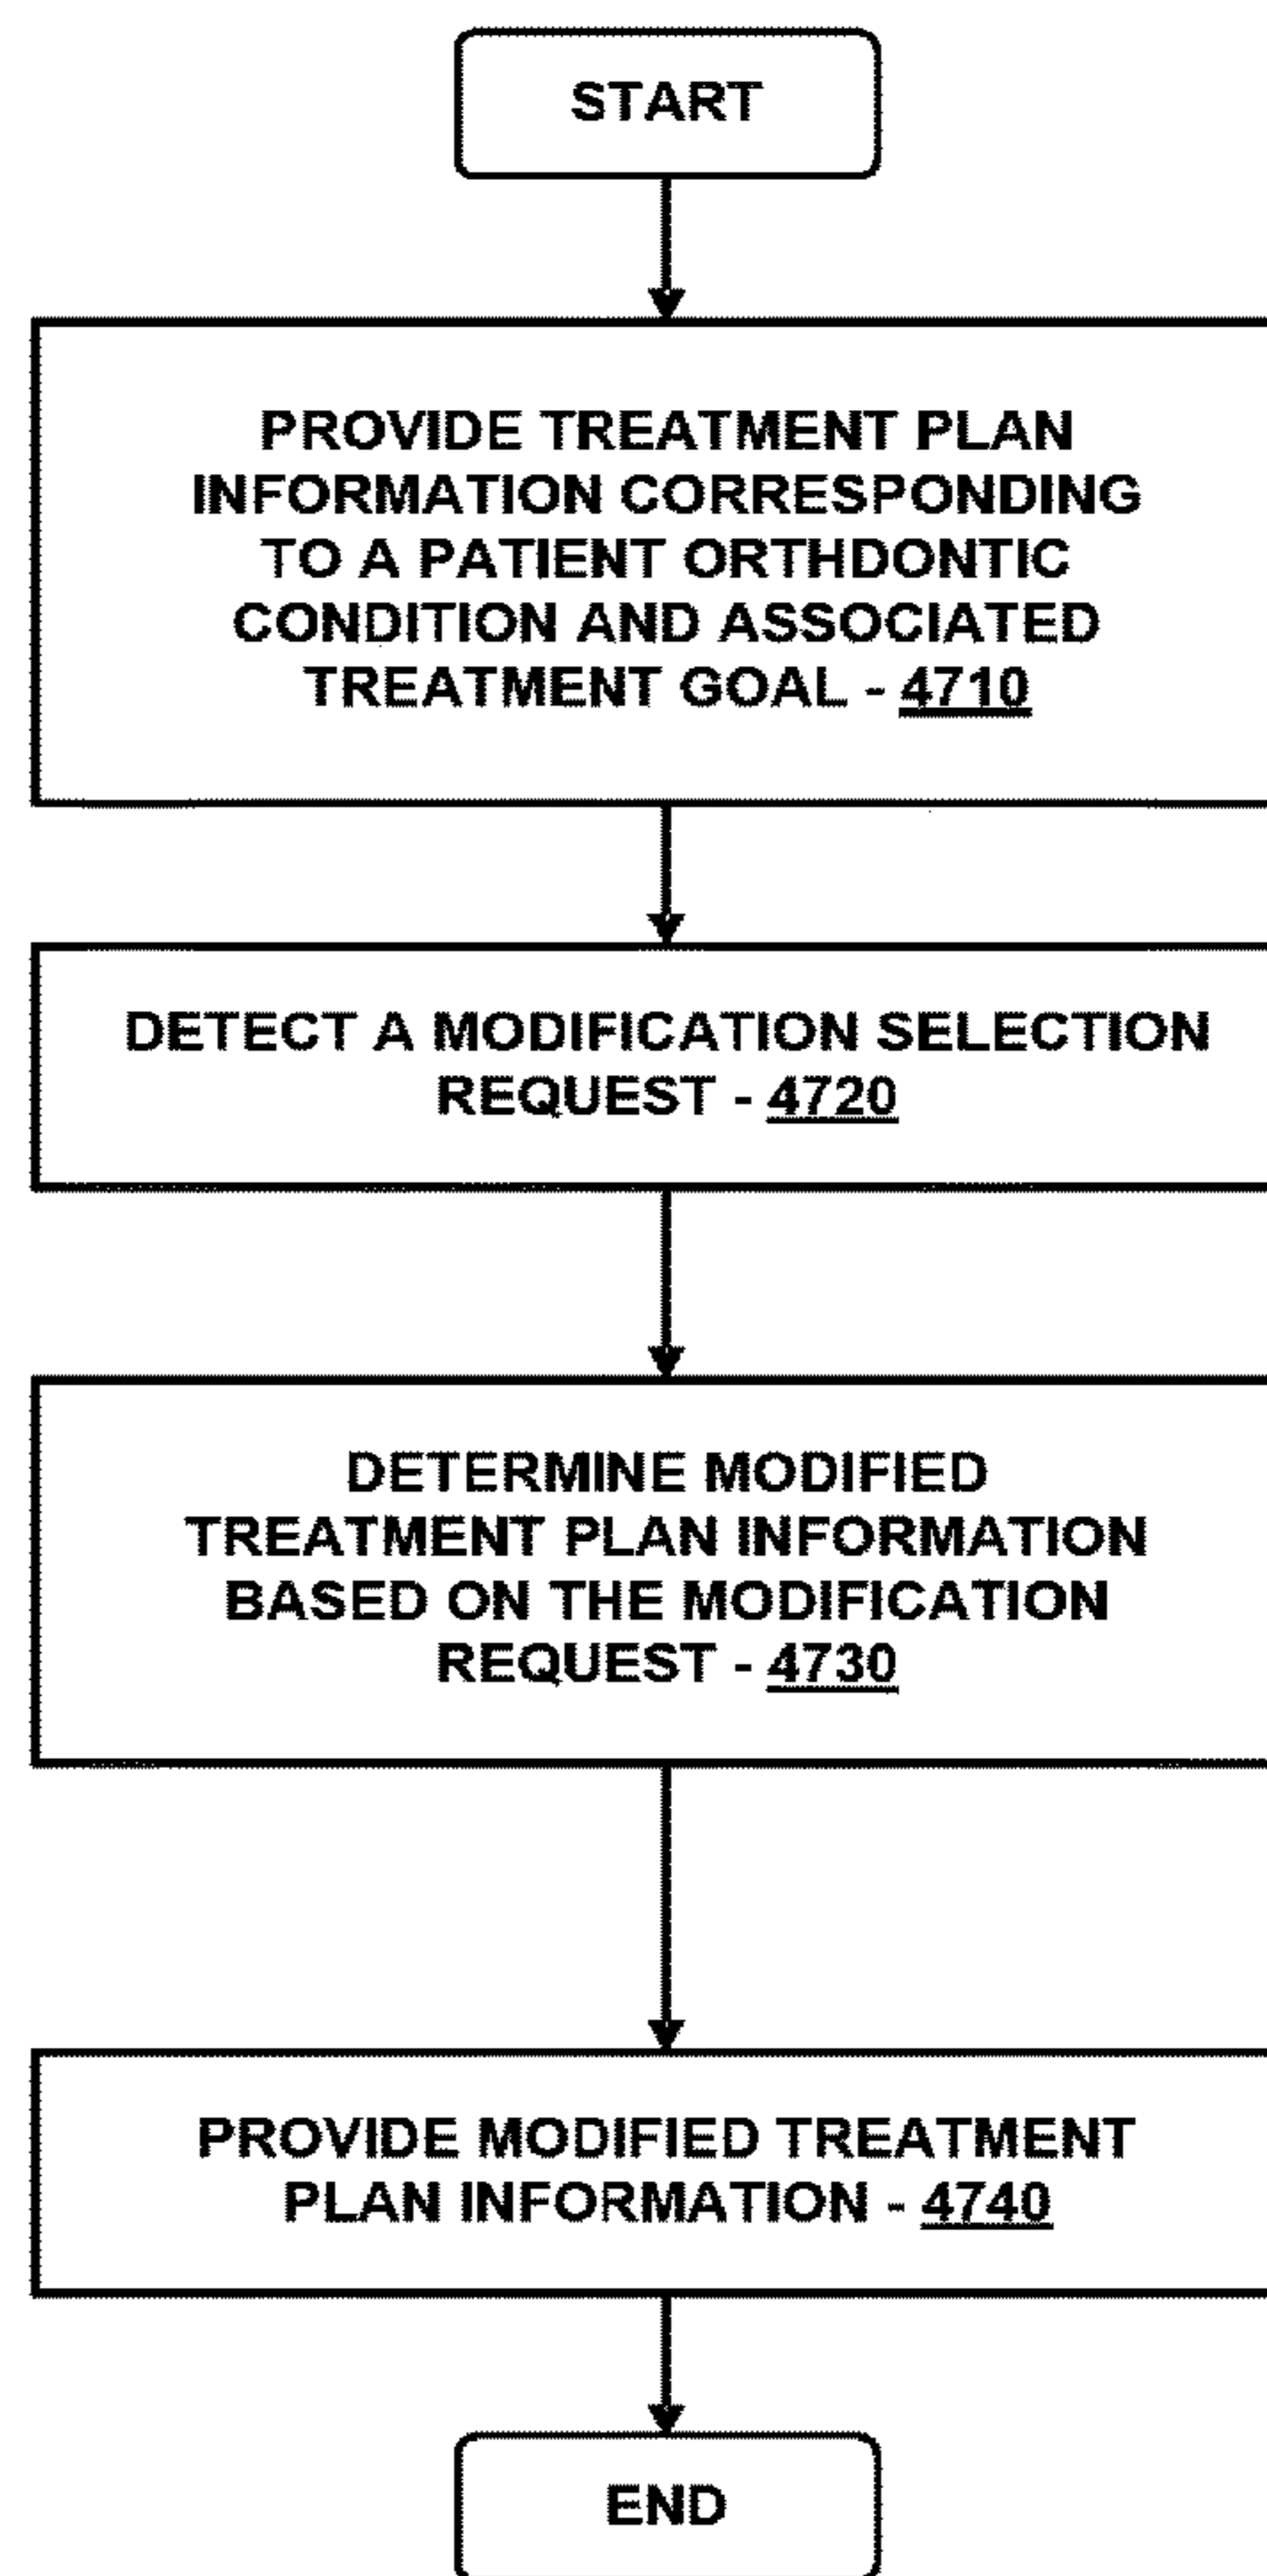 START
PROVIDE TREATMENT PLAN
INFORMATION CORRESPONDING
TO A PATIENT ORTHDONTIC
CONDITION AND ASSOCIATED
TREATMENT GOAL - 4710
DETECT A MODIFICATION SELECTION
REQUEST - 4720
DETERMINE MODIFIED
TREATMENT PLAN INFORMATION
BASED ON THE MODIFICATION
REQUEST - 4730
PROVIDE MODIFIED TREATMENT
PLAN INFORMATION - 4740
END